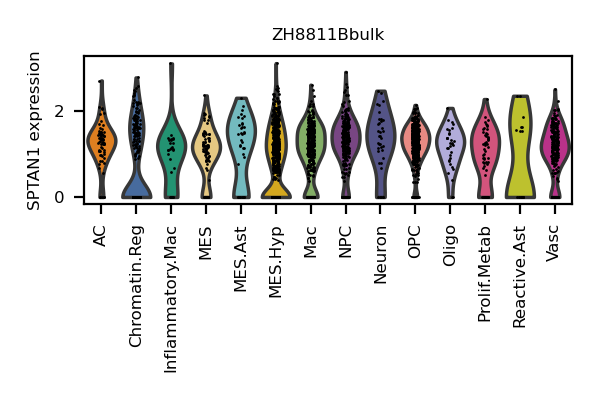 ZH8811Bbulk
SPTAN1 expression
2
0
AC
Chromatin.Reg
Inflammatory.Mac
MES
MES.Ast
MES.Hyp
Mac
NPC
Neuron
OPC
Oligo
Prolif.Metab
Reactive.Ast
Vasc